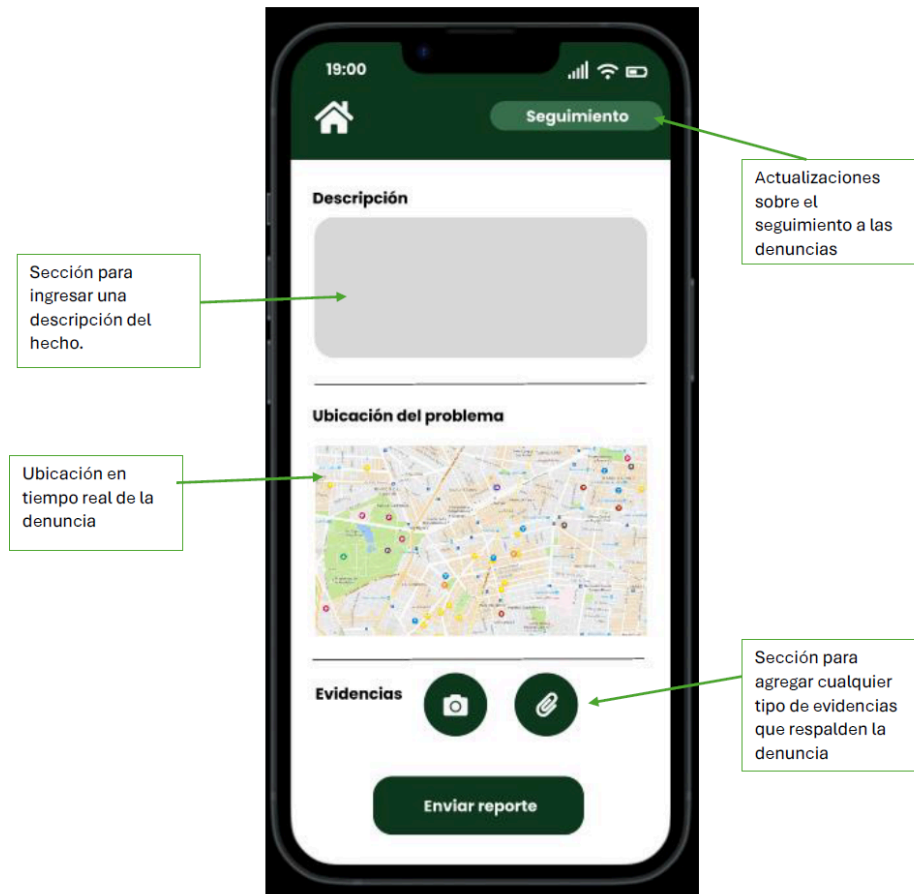 19:00
Seguimiento
Actualizaciones
sobre el
seguimiento a las
denuncias
Descripción
Sección para
ingresar una
descripción del
hecho.
Ubicación del problema
Ubicación en
tiempo real de la
denuncia
Evidencias
Sección para
agregar cualquier
tipo de evidencias
que respalden la
denuncia
Enviar reporte